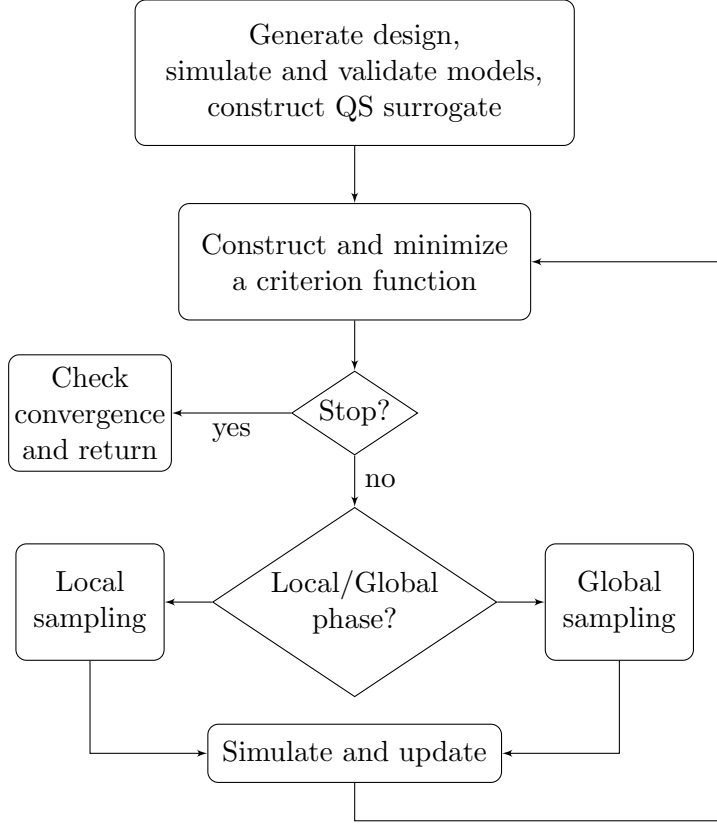 Generate design,
simulate and validate models,
construct QS surrogate
Construct and minimize
a criterion function
Check
convergence
and return
yes
Stop?
no
Local
sampling
Local/Global
phase?
Global
sampling
Simulate and update